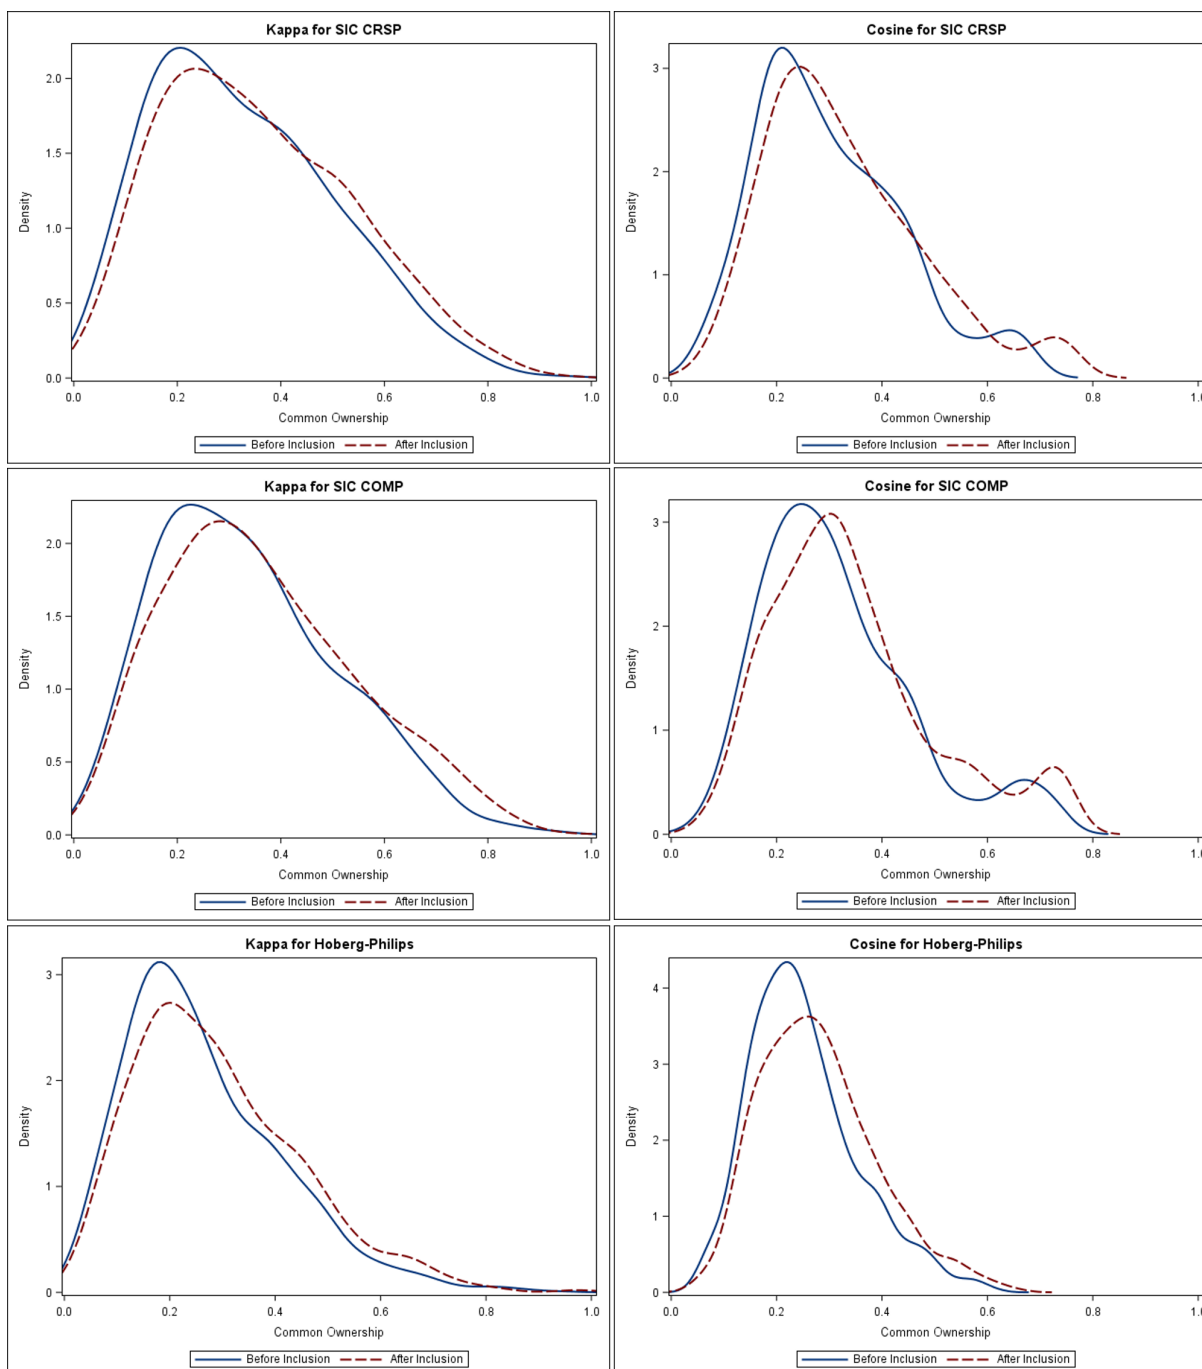 Kappa for SIC CRSP
Density
2.0
1.5
1.0
0.5
0.0
0.0 0.2 0.4 0.6 0.8 1.0
Common Ownership
Before Inclusion After Inclusion
Cosine for SIC CRSP
Density
3
2
1
0
0.0 0.2 0.4 0.6 0.8 1.0
Common Ownership
Before Inclusion After Inclusion
Kappa for SIC COMP
Density
2.0
1.5
1.0
0.5
0.0
0.0 0.2 0.4 0.6 0.8 1.0
Common Ownership
Before Inclusion After Inclusion
Cosine for SIC COMP
Density
3
2
1
0
0.0 0.2 0.4 0.6 0.8 1.0
Common Ownership
Before Inclusion After Inclusion
Kappa for Hoberg-Philips
Density
3
2
1
0
0.0 0.2 0.4 0.6 0.8 1.0
Common Ownership
Before Inclusion After Inclusion
Cosine for Hoberg-Philips
Density
4
3
2
1
0
0.0 0.2 0.4 0.6 0.8 1.0
Common Ownership
Before Inclusion After Inclusion